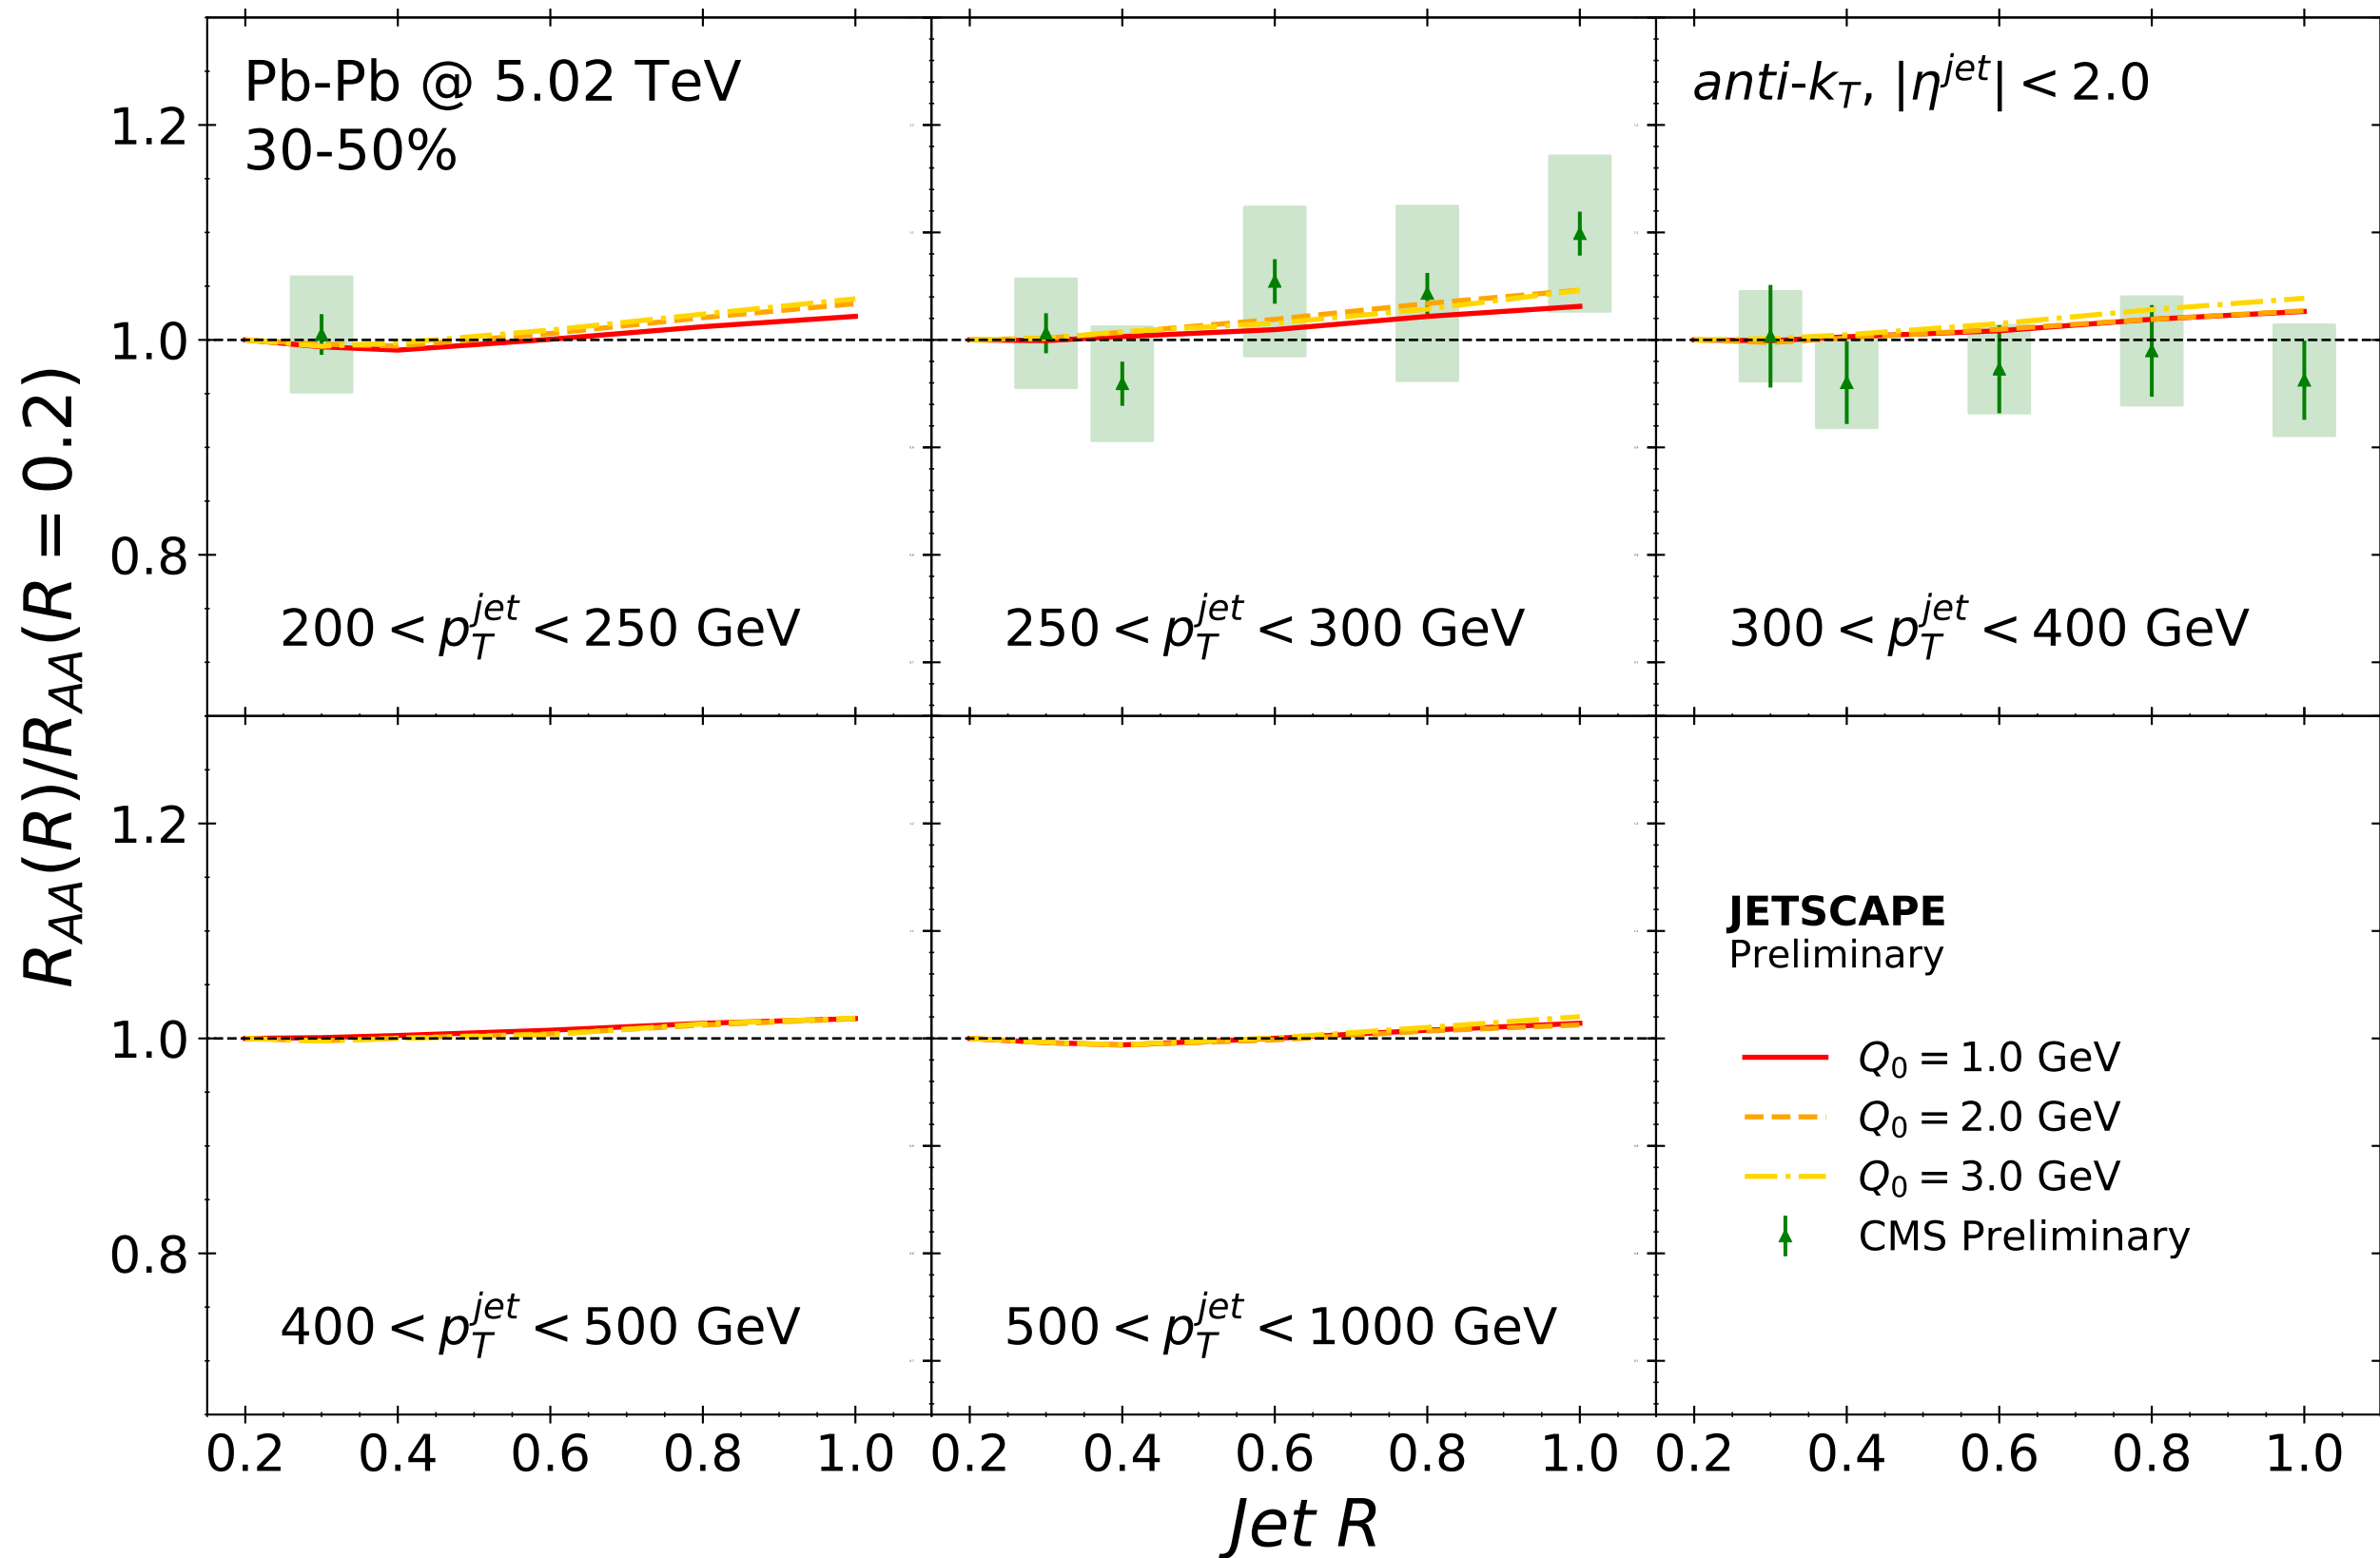 Pb-Pb @ 5.02 TeV
30-50%
anti-k_T, |η^jet| < 2.0
1.2
1.0
0.8
200 < p_T^jet < 250 GeV
250 < p_T^jet < 300 GeV
300 < p_T^jet < 400 GeV
R_AA(R)/R_AA(R = 0.2)
1.2
1.0
0.8
JETSCAPE
Preliminary
Q_0 = 1.0 GeV
Q_0 = 2.0 GeV
Q_0 = 3.0 GeV
CMS Preliminary
400 < p_T^jet < 500 GeV
500 < p_T^jet < 1000 GeV
0.2 0.4 0.6 0.8 1.0 0.2 0.4 0.6 0.8 1.0 0.2 0.4 0.6 0.8 1.0
Jet R